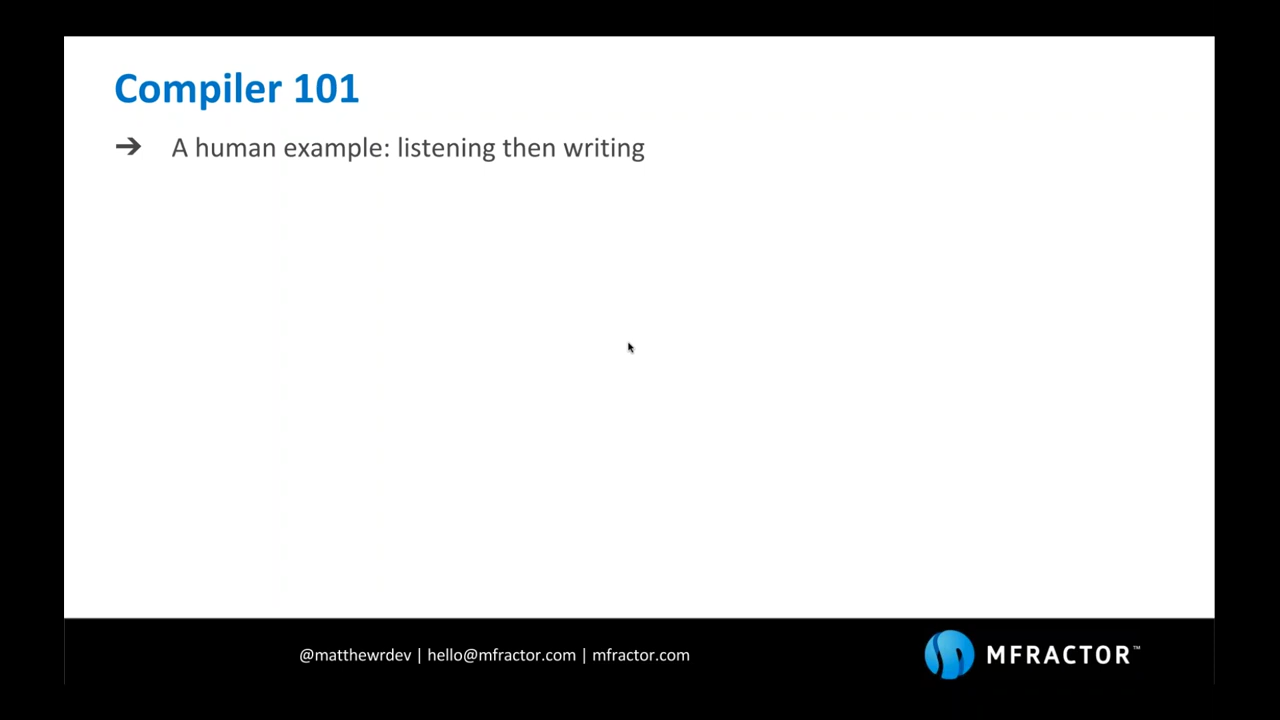 Compiler 101
➔ A human example: listening then writing
@matthewrdev | hello@mfractor.com | mfractor.com
MFRACTOR™